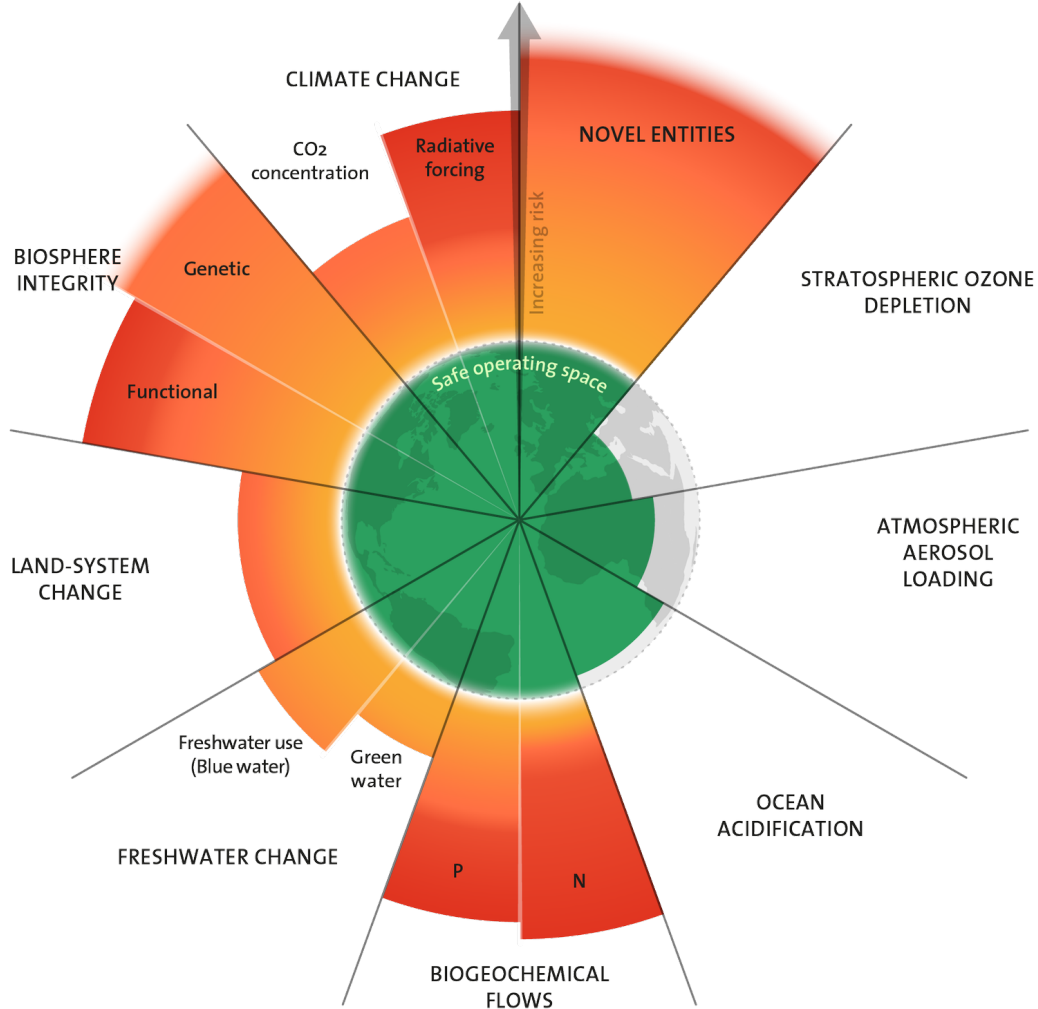 CLIMATE CHANGE
CO2
concentration
Radiative
forcing
NOVEL ENTITIES
Increasing risk
STRATOSPHERIC OZONE
DEPLETION
BIOSPHERE
INTEGRITY
Genetic
Functional
Safe operating space
ATMOSPHERIC
AEROSOL
LOADING
LAND-SYSTEM
CHANGE
Freshwater use
(Blue water)
Green
water
FRESHWATER CHANGE
P
N
OCEAN
ACIDIFICATION
BIOGEOCHEMICAL
FLOWS